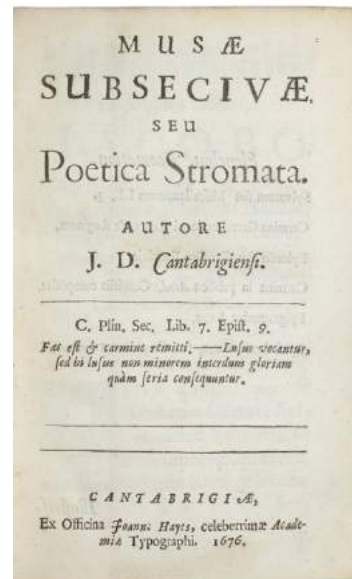 MUSÆ
SUBSECIVÆ,
SEU
Poetica Stromata.
AUTORE
J. D. Cantabrigiensi.
C. Plin. Sec. Lib. 7. Epiſt. 9.
Fas eſt & carmine remitti.——Luſus vocantur,
ſed hi luſus non minorem interdum gloriam
quàm ſeria conſequuntur.
CANTABRIGIÆ,
Ex Officina Joann. Hayes, celeberrimæ Acade-
miæ Typographi. 1676.